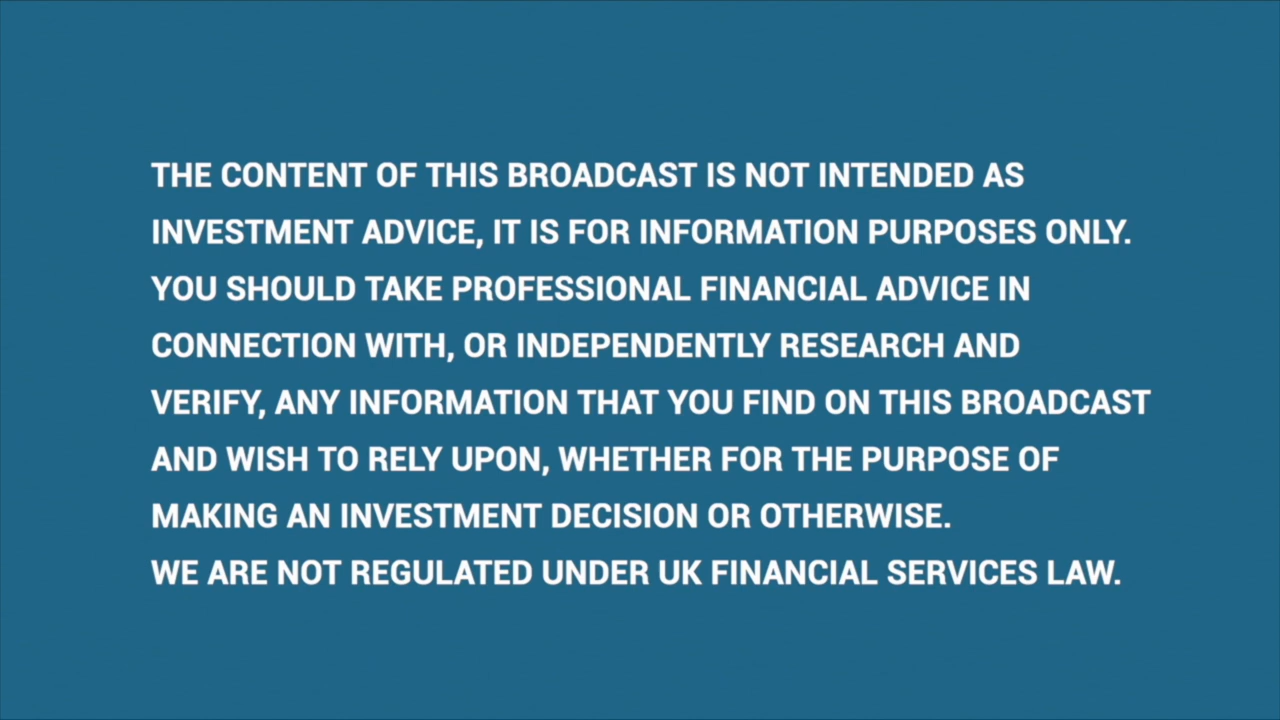 THE CONTENT OF THIS BROADCAST IS NOT INTENDED AS
INVESTMENT ADVICE, IT IS FOR INFORMATION PURPOSES ONLY.
YOU SHOULD TAKE PROFESSIONAL FINANCIAL ADVICE IN
CONNECTION WITH, OR INDEPENDENTLY RESEARCH AND
VERIFY, ANY INFORMATION THAT YOU FIND ON THIS BROADCAST
AND WISH TO RELY UPON, WHETHER FOR THE PURPOSE OF
MAKING AN INVESTMENT DECISION OR OTHERWISE.
WE ARE NOT REGULATED UNDER UK FINANCIAL SERVICES LAW.